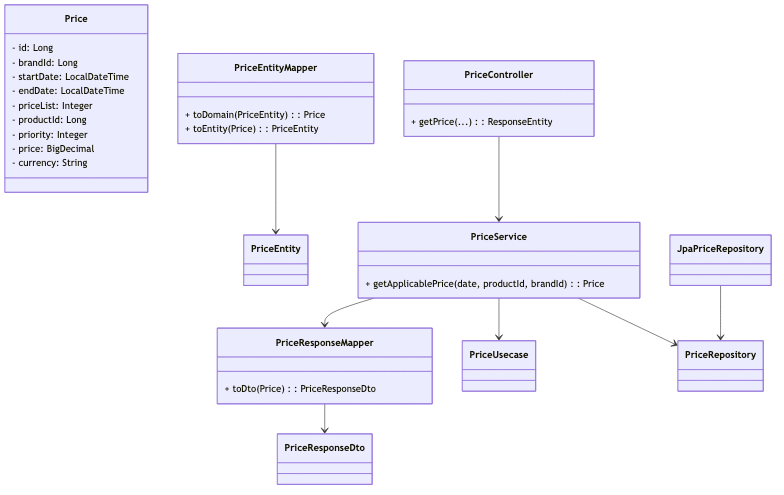 Price
- id: Long
- brandId: Long
- startDate: LocalDateTime
- endDate: LocalDateTime
- priceList: Integer
- productId: Long
- priority: Integer
- price: BigDecimal
- currency: String
PriceEntityMapper
+ toDomain(PriceEntity) : : Price
+ toEntity(Price) : : PriceEntity
PriceController
+ getPrice(...) : : ResponseEntity
PriceEntity
PriceService
+ getApplicablePrice(date, productId, brandId) : : Price
JpaPriceRepository
PriceResponseMapper
+ toDto(Price) : : PriceResponseDto
PriceUsecase
PriceRepository
PriceResponseDto